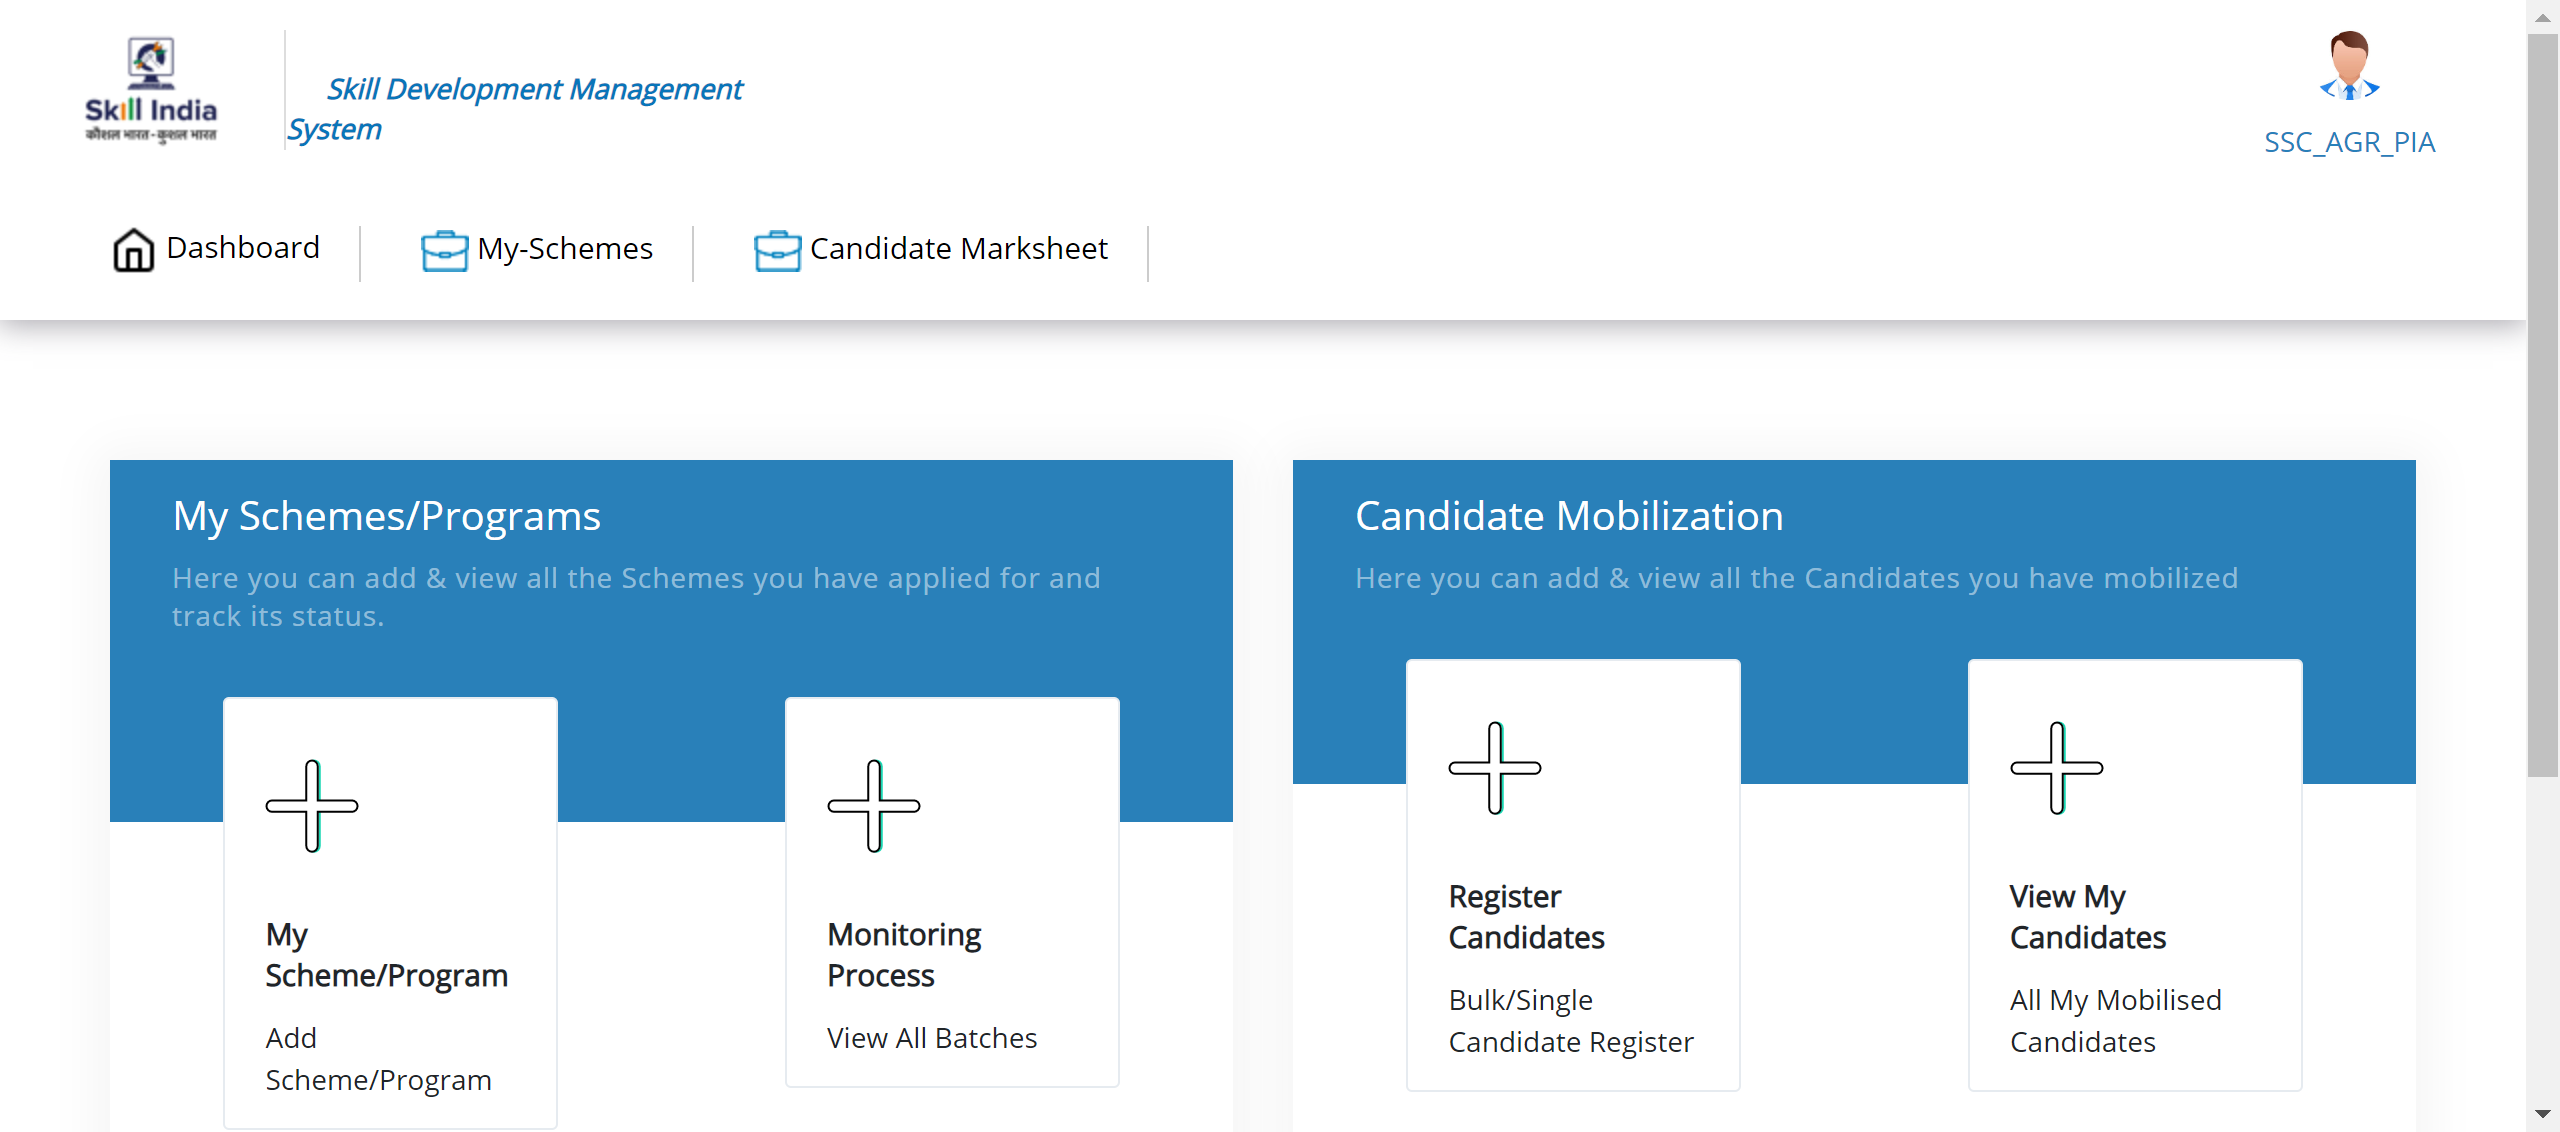 Skill India
कौशल भारत-कुशल भारत
Skill Development Management
System
SSC_AGR_PIA
Dashboard
My-Schemes
Candidate Marksheet
My Schemes/Programs
Here you can add & view all the Schemes you have applied for and
track its status.
My
Scheme/Program
Add
Scheme/Program
Monitoring
Process
View All Batches
Candidate Mobilization
Here you can add & view all the Candidates you have mobilized
Register
Candidates
Bulk/Single
Candidate Register
View My
Candidates
All My Mobilised
Candidates